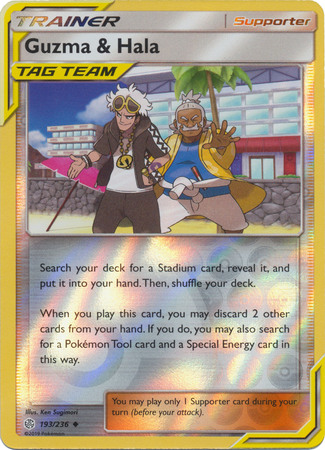 TRAINER
Supporter
Guzma & Hala
TAG TEAM
Search your deck for a Stadium card, reveal it, and
put it into your hand. Then, shuffle your deck.
When you play this card, you may discard 2 other
cards from your hand. If you do, you may also search
for a Pokémon Tool card and a Special Energy card in
this way.
Illus. Ken Sugimori
193/236
©2019 Pokémon
You may play only 1 Supporter card during your
turn (before your attack).